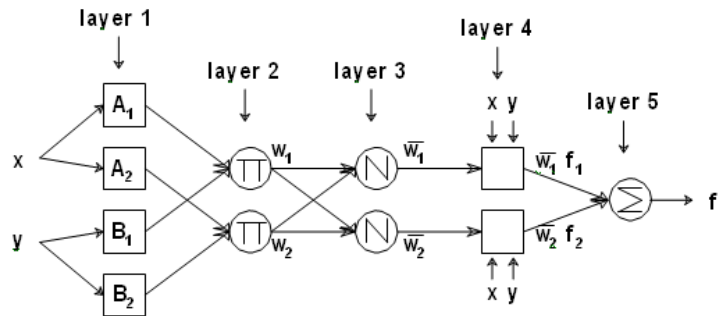 layer 1
layer 2
layer 3
layer 4
layer 5
x y
A₁
x
A₂
Π
w₁
N
w̄₁
w̄₁ f₁
Σ
f
y
B₁
Π
w₂
N
w̄₂
w̄₂ f₂
B₂
x y